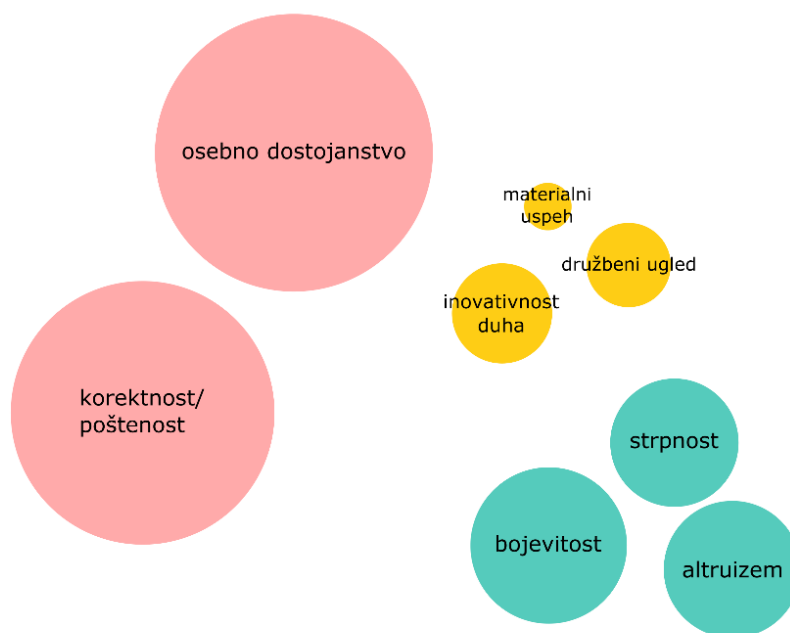 osebno dostojanstvo
materialni
uspeh
družbeni ugled
inovativnost
duha
korektnost/
poštenost
strpnost
bojevitost
altruizem